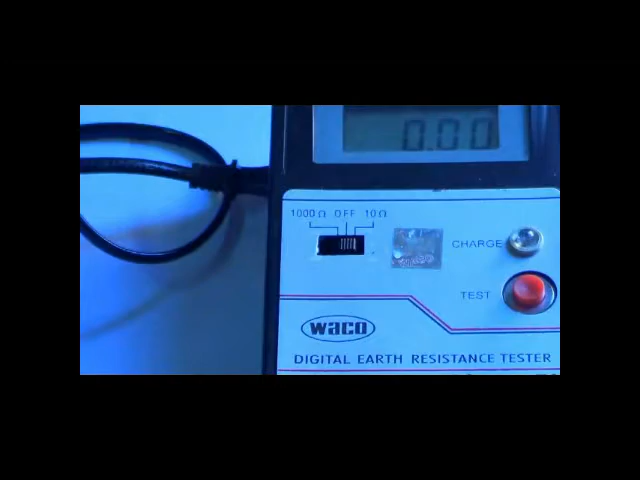 0.00
1000Ω OFF 10Ω
CHARGE
TEST
WACO
DIGITAL EARTH RESISTANCE TESTER